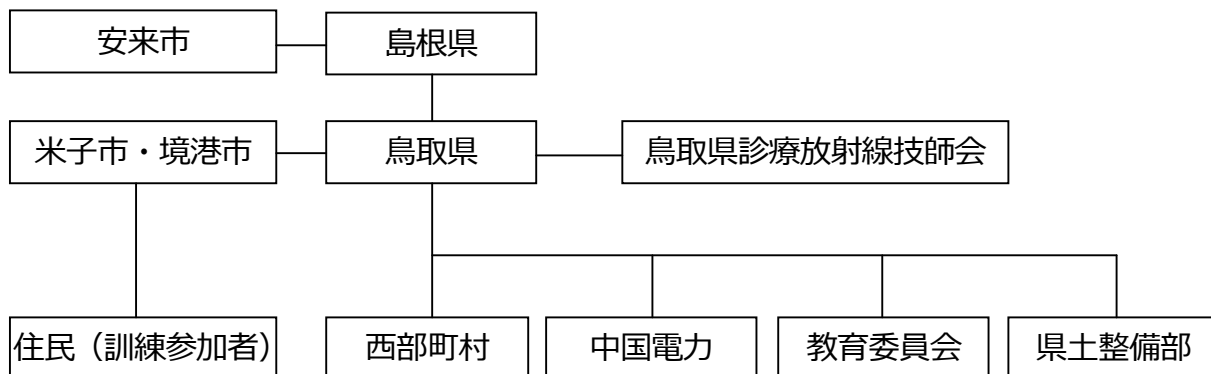 安来市
島根県
米子市・境港市
鳥取県
鳥取県診療放射線技師会
住民（訓練参加者）
西部町村
中国電力
教育委員会
県土整備部